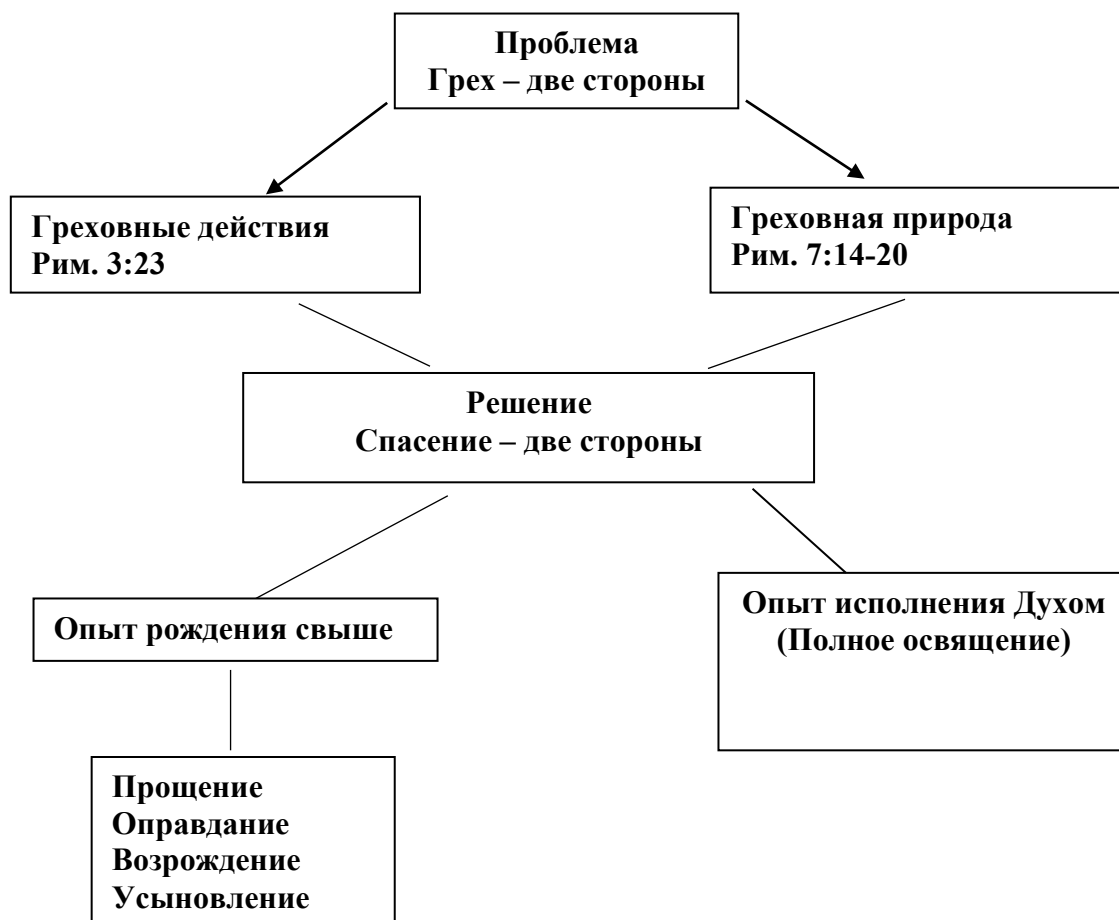 Проблема
Грех – две стороны
Греховные действия
Рим. 3:23
Греховная природа
Рим. 7:14-20
Решение
Спасение – две стороны
Опыт рождения свыше
Опыт исполнения Духом
(Полное освящение)
Прощение
Оправдание
Возрождение
Усыновление